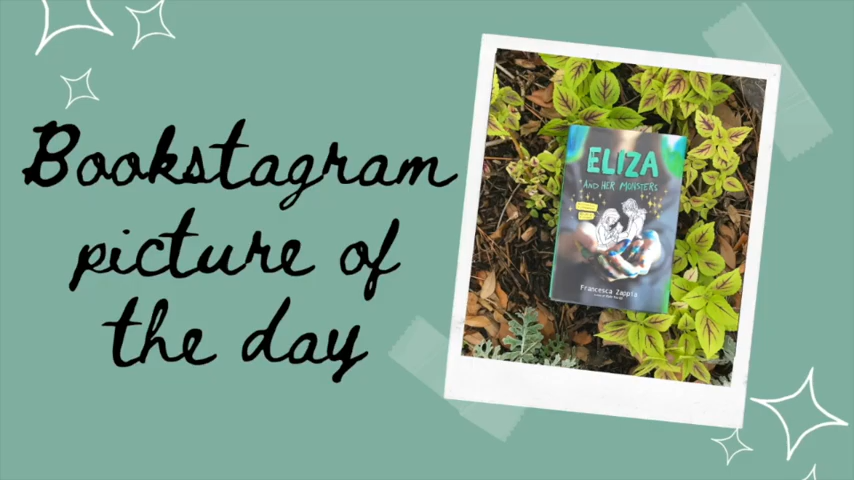 Bookstagram
picture of
the day
ELIZA
AND HER MONSTERS
Francesca Zappia